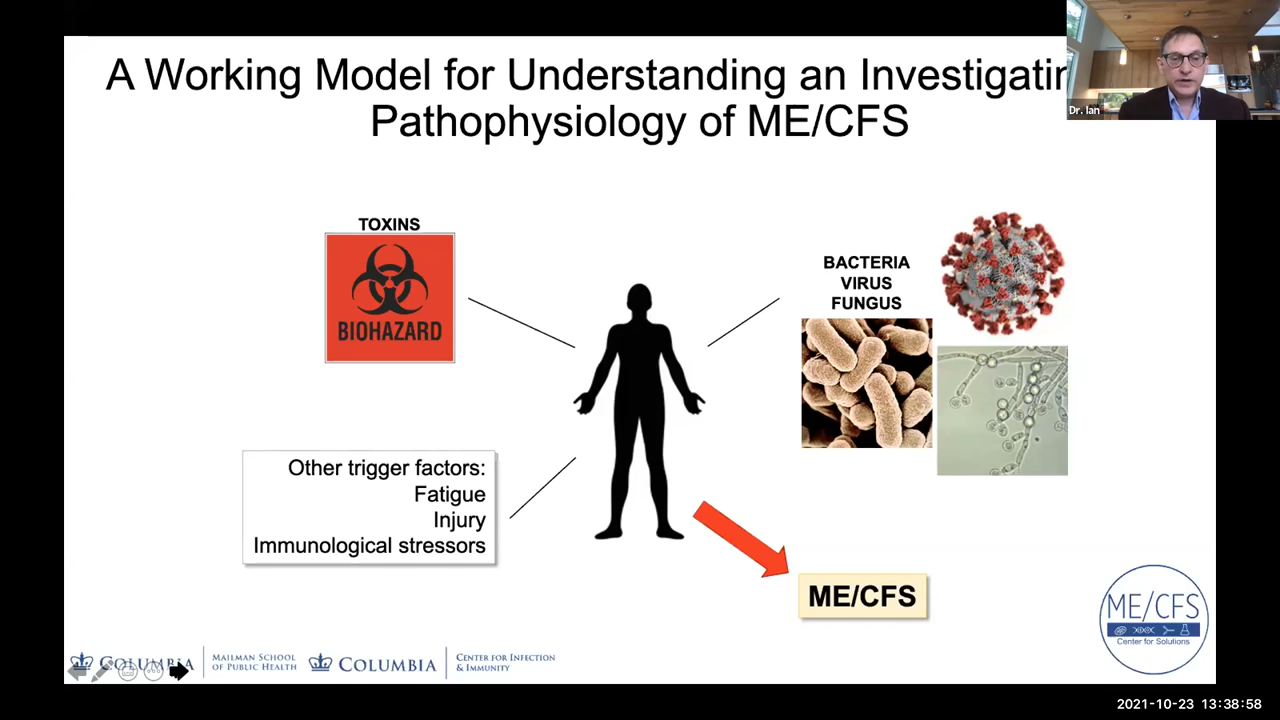 A Working Model for Understanding an Investigatin
Pathophysiology of ME/CFS
Dr. Ian
TOXINS
BIOHAZARD
BACTERIA
VIRUS
FUNGUS
Other trigger factors:
Fatigue
Injury
Immunological stressors
ME/CFS
ME/CFS
Center for Solutions
COLUMBIA
MAILMAN SCHOOL
OF PUBLIC HEALTH
COLUMBIA
CENTER FOR INFECTION
& IMMUNITY
2021-10-23 13:38:58